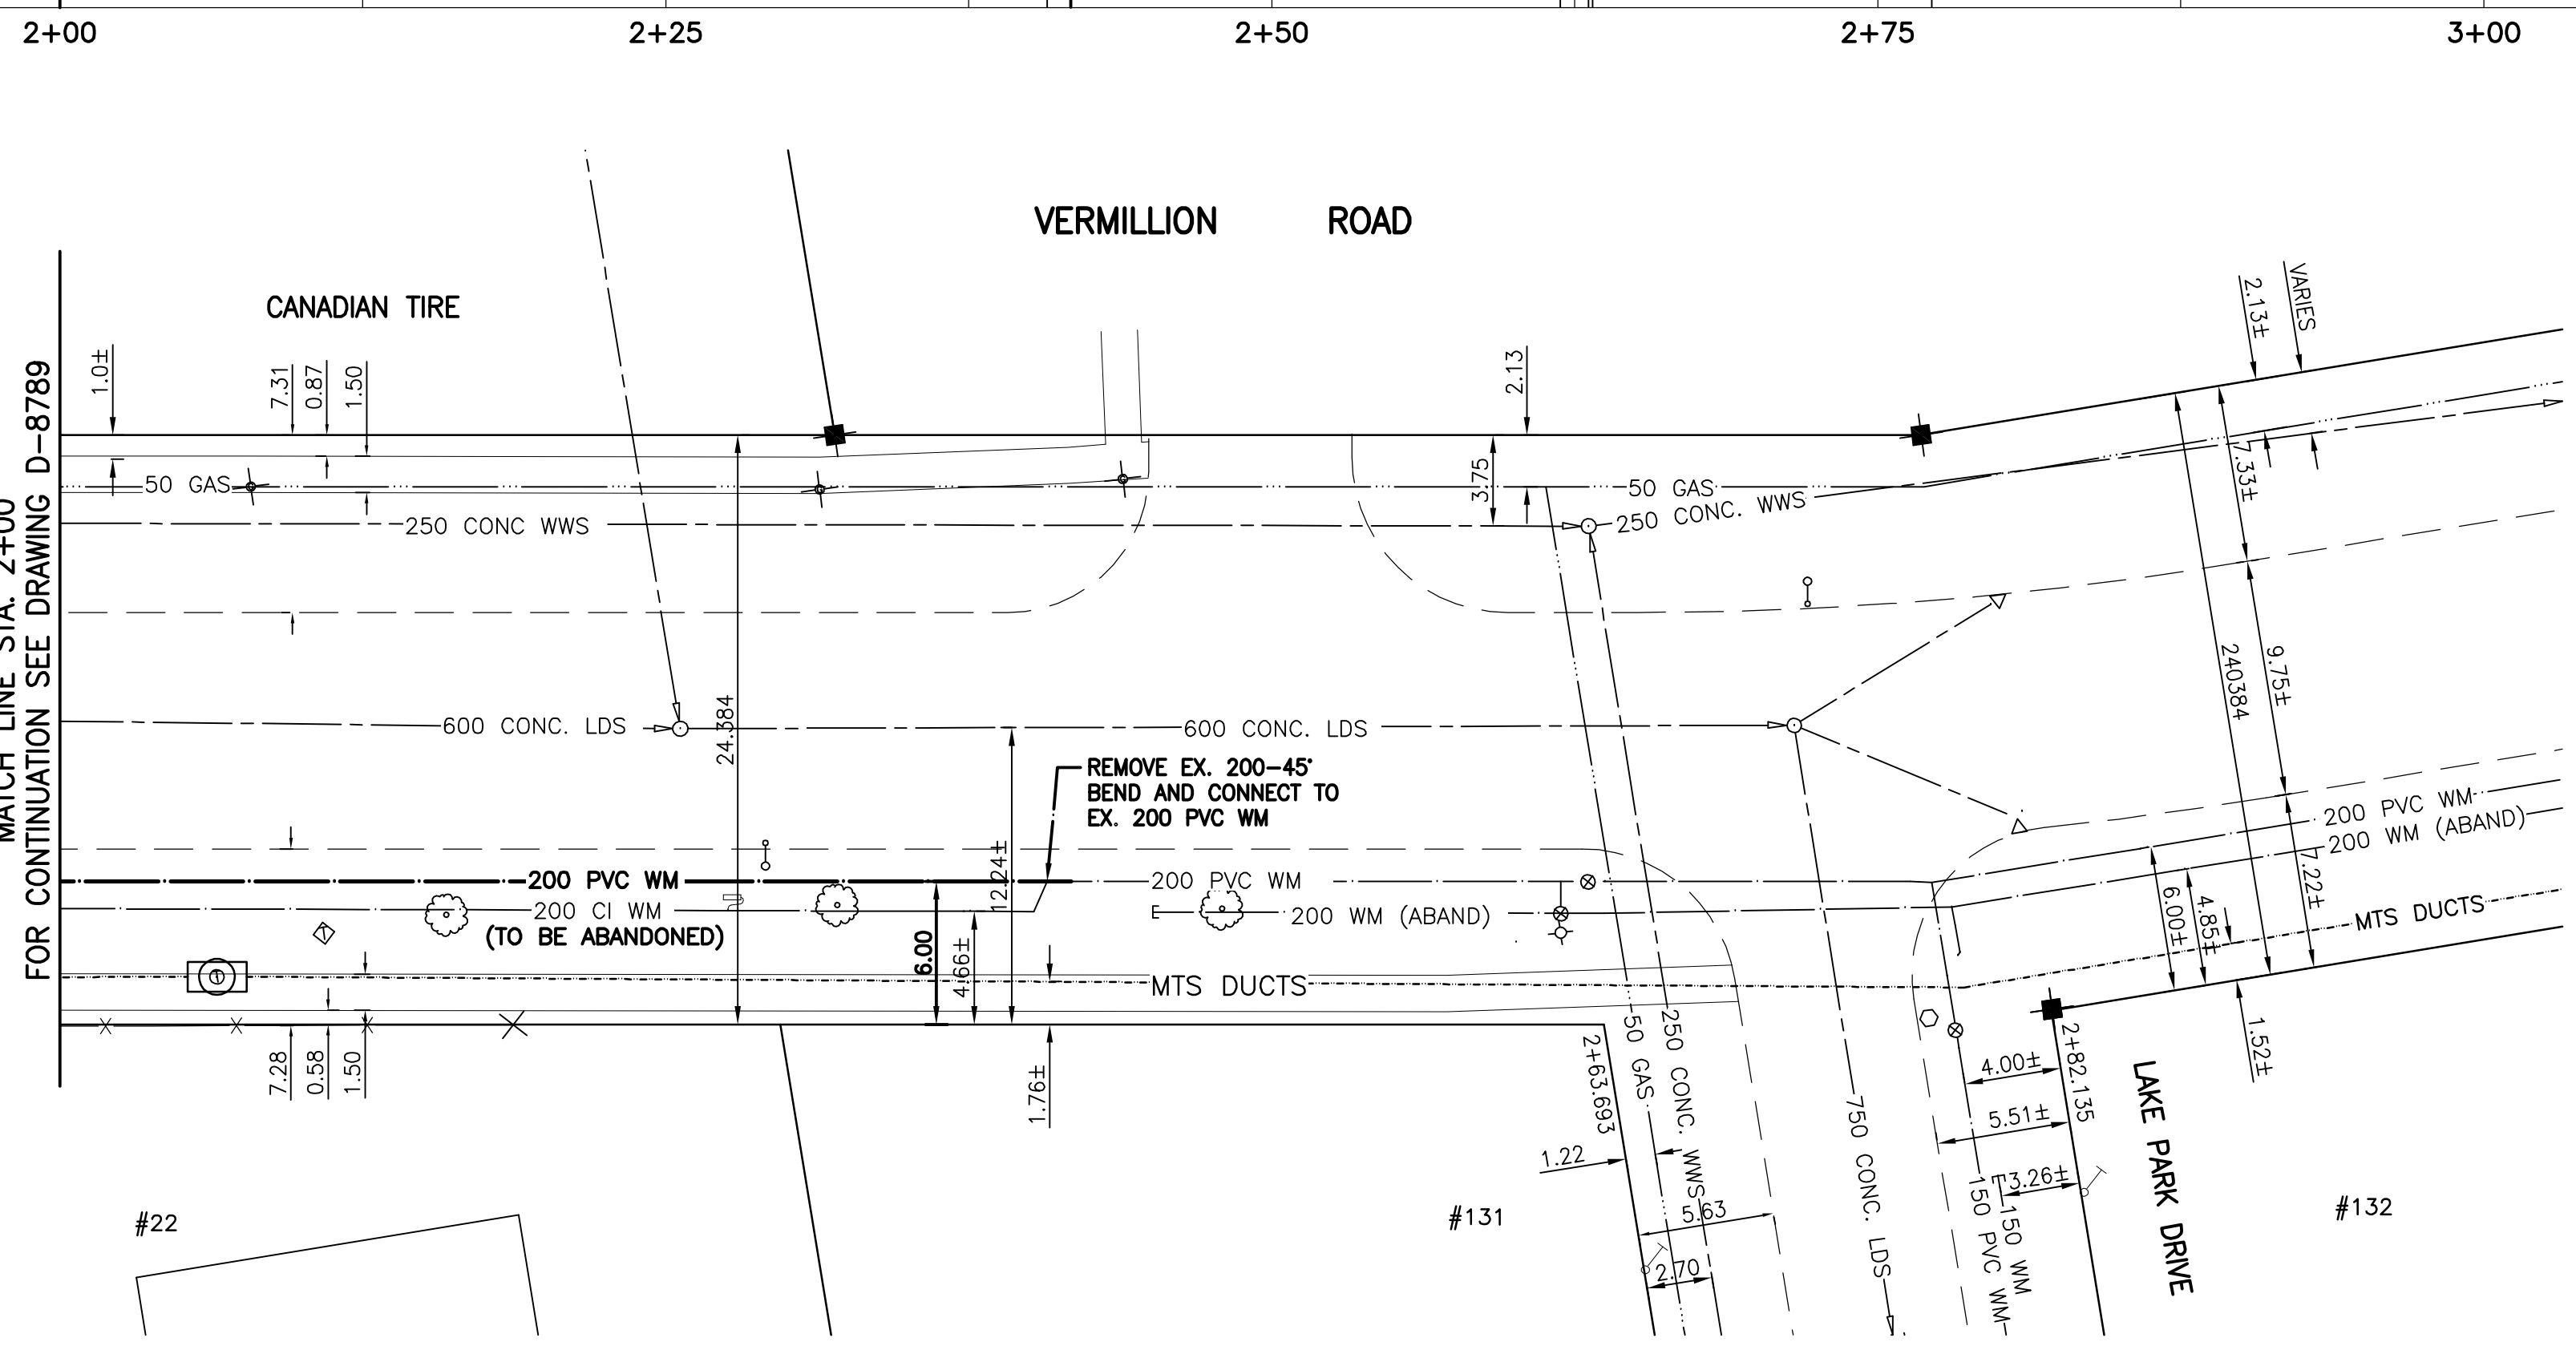 2+00
2+25
2+50
2+75
3+00
VERMILLION ROAD
CANADIAN TIRE
MATCH LINE STA. 2+00
FOR CONTINUATION SEE DRAWING D-8789
1.0±
7.31
0.87
1.50
2.13
3.75
2.13±
VARIES
50 GAS
50 GAS
250 CONC WWS
250 CONC. WWS
7.33±
600 CONC. LDS
24.384
600 CONC. LDS
240384
9.75±
REMOVE EX. 200-45°
BEND AND CONNECT TO
EX. 200 PVC WM
12.24±
200 PVC WM
200 WM (ABAND)
200 PVC WM
200 PVC WM
200 CI WM
(TO BE ABANDONED)
E
200 WM (ABAND)
6.00
4.66±
6.00±
4.85±
7.22±
MTS DUCTS
MTS DUCTS
7.28
0.58
1.50
1.76±
2+63.693
50 GAS
250 CONC. WWS
750 CONC. LDS
4.00±
2+82.135
1.52±
5.51±
1.22
3.26±
5.63
2.70
150 PVC WM
150 WM
LAKE PARK DRIVE
#22
#131
#132